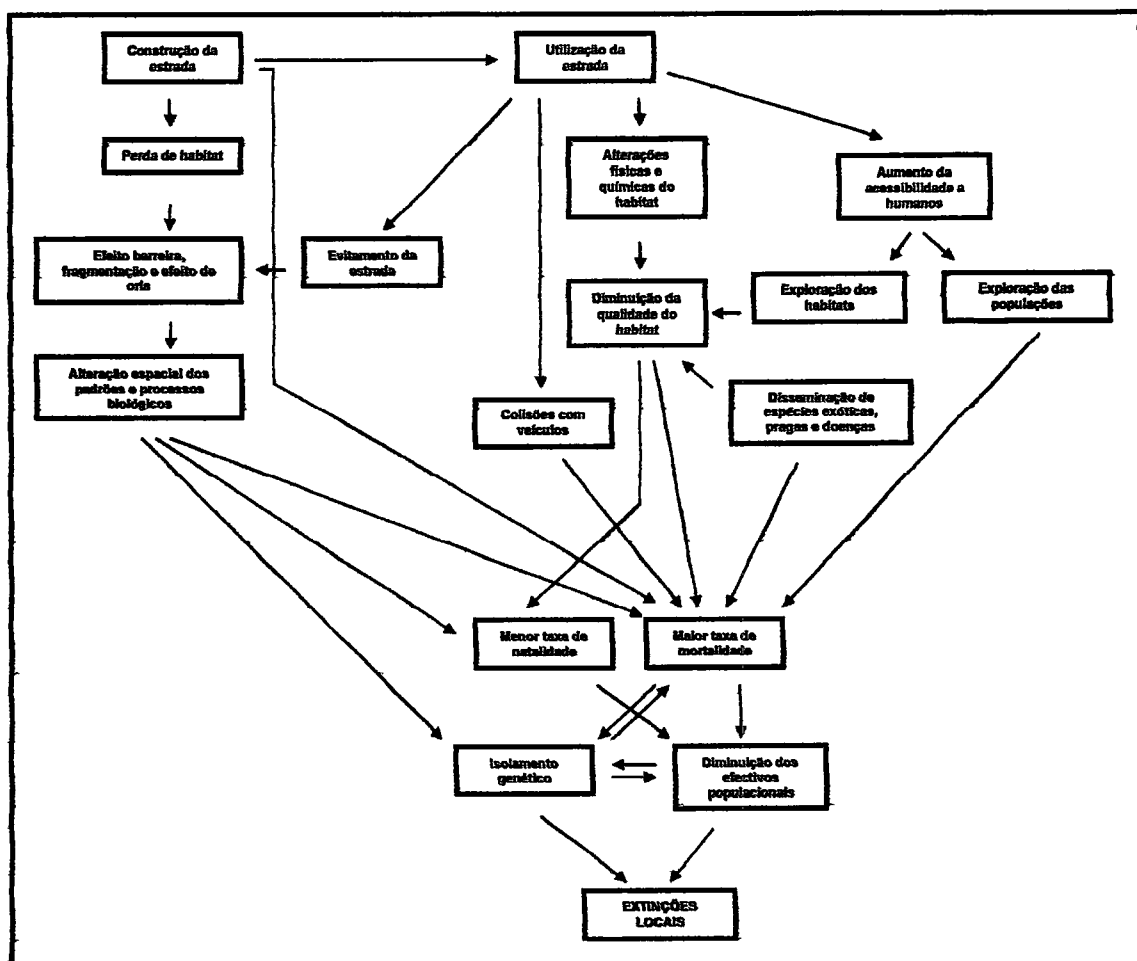 Construção da
estrada
Utilização da
estrada
Perda de habitat
Alterações
físicas e
químicas do
habitat
Aumento da
acessibilidade a
humanos
Efeito barreira,
fragmentação e efeito de
orla
Evitamento da
estrada
Diminuição da
qualidade do
habitat
Exploração dos
habitats
Exploração das
populações
Alteração espacial dos
padrões e processos
biológicos
Colisões com
veículos
Disseminação de
espécies exóticas,
pragas e doenças
Menor taxa de
natalidade
Maior taxa de
mortalidade
Isolamento
genético
Diminuição dos
efectivos
populacionais
EXTINÇÕES
LOCAIS